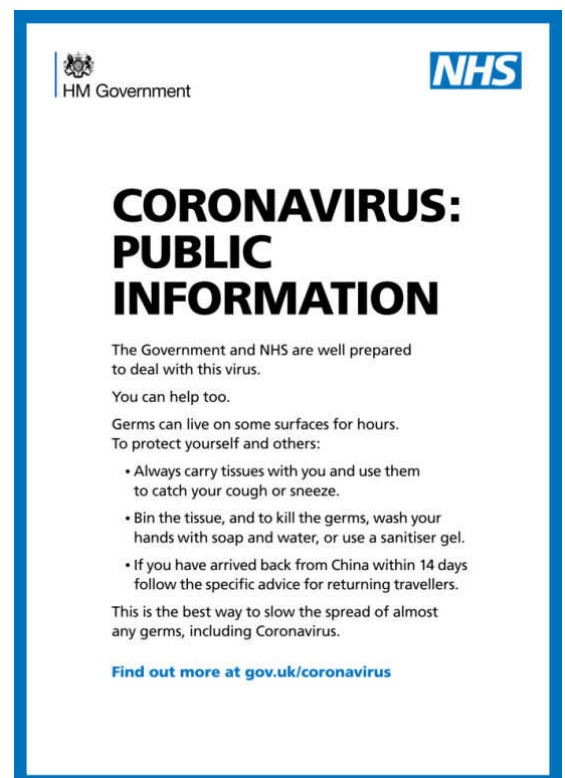 HM Government
NHS
CORONAVIRUS:
PUBLIC
INFORMATION
The Government and NHS are well prepared
to deal with this virus.
You can help too.
Germs can live on some surfaces for hours.
To protect yourself and others:
• Always carry tissues with you and use them
to catch your cough or sneeze.
• Bin the tissue, and to kill the germs, wash your
hands with soap and water, or use a sanitiser gel.
• If you have arrived back from China within 14 days
follow the specific advice for returning travellers.
This is the best way to slow the spread of almost
any germs, including Coronavirus.
Find out more at gov.uk/coronavirus